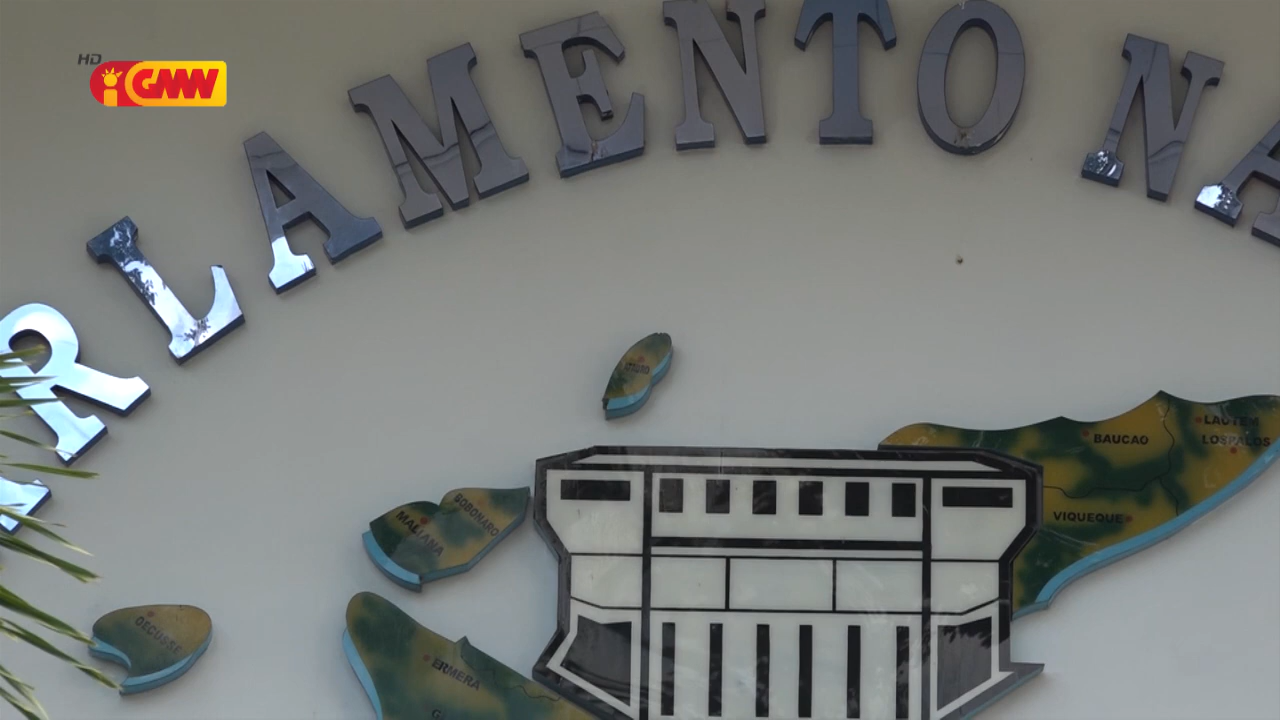 HD
GMN
RLAMENTO NA
BAUCAO
LAUTEM
LOSPALOS
VIQUEQUE
BOBONARO
MALIANA
OECUSSE
ERMERA